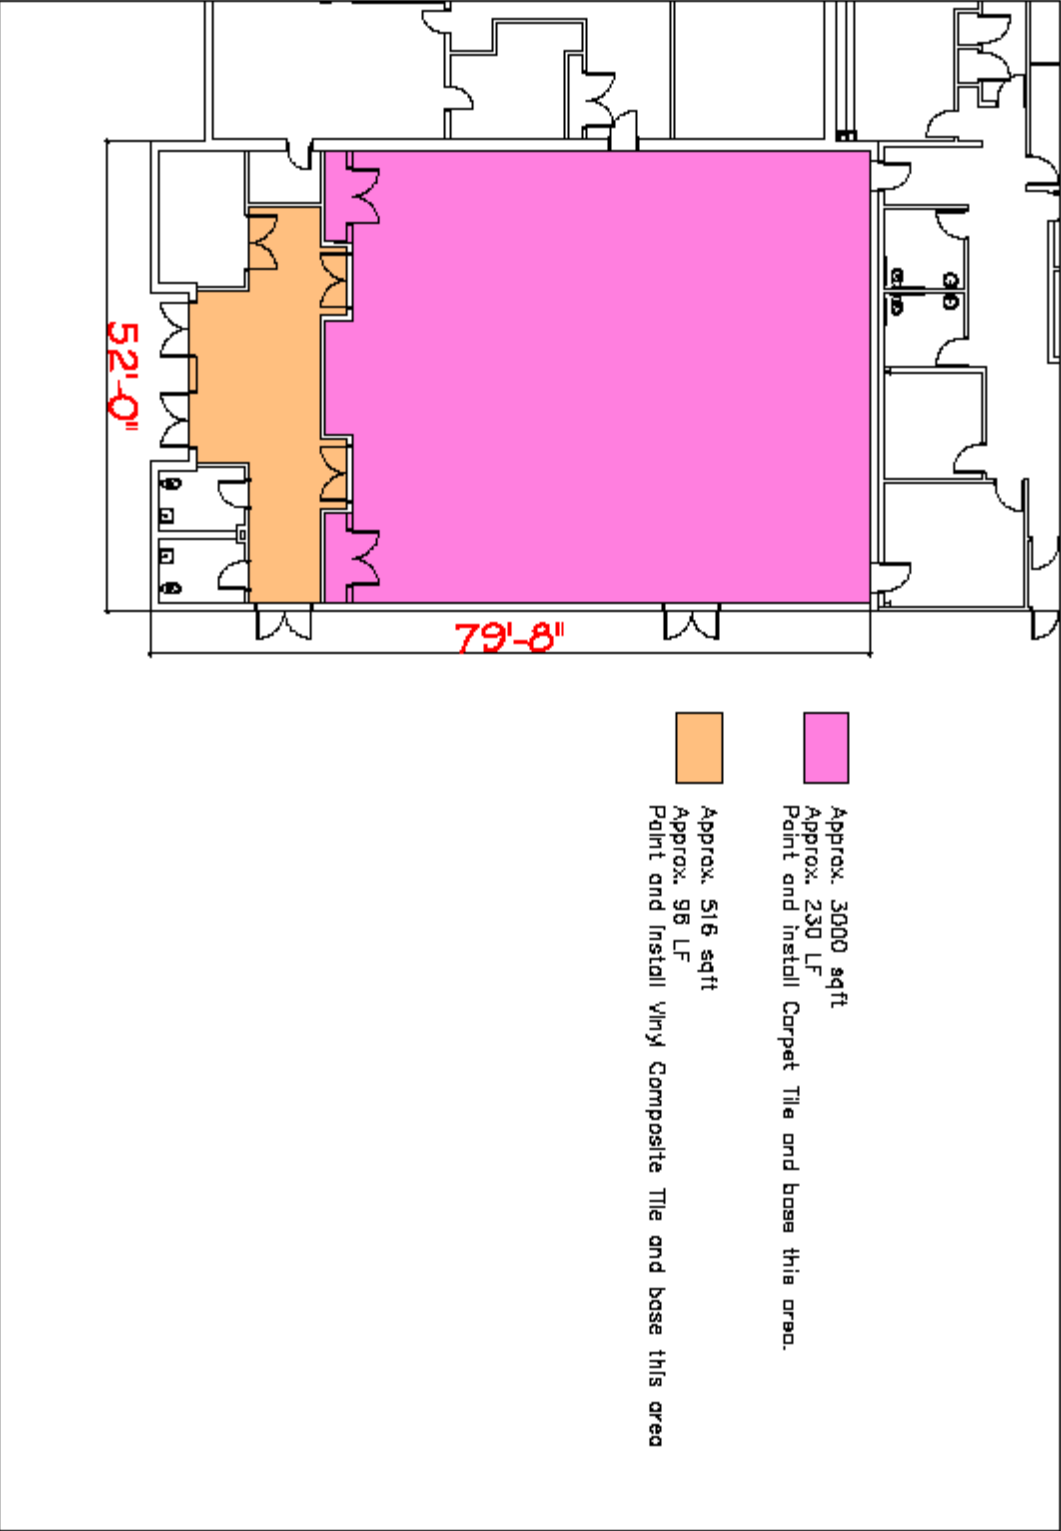 52'-0"
79'-8"
Approx. 3000 sqft
Approx. 230 LF
Paint and install Carpet Tile and base this area.
Approx. 516 sqft
Approx. 96 LF
Paint and Install Vinyl Composite Tile and base this area